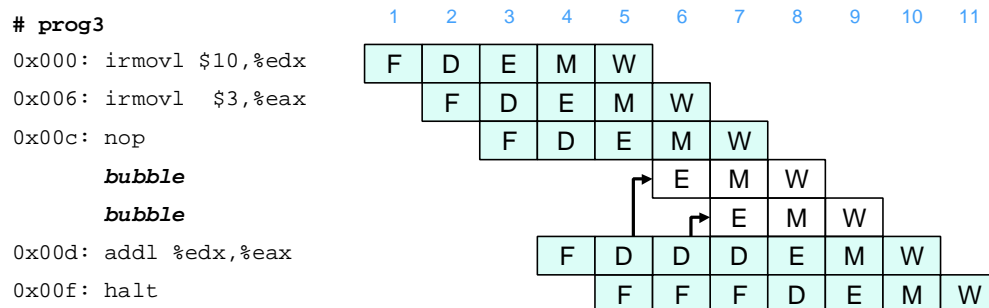 # prog3 1 2 3 4 5 6 7 8 9 10 11
0x000: irmovl $10,%edx F D E M W
0x006: irmovl  $3,%eax F D E M W
0x00c: nop F D E M W
bubble E M W
bubble E M W
0x00d: addl %edx,%eax F D D D E M W
0x00f: halt F F F D E M W